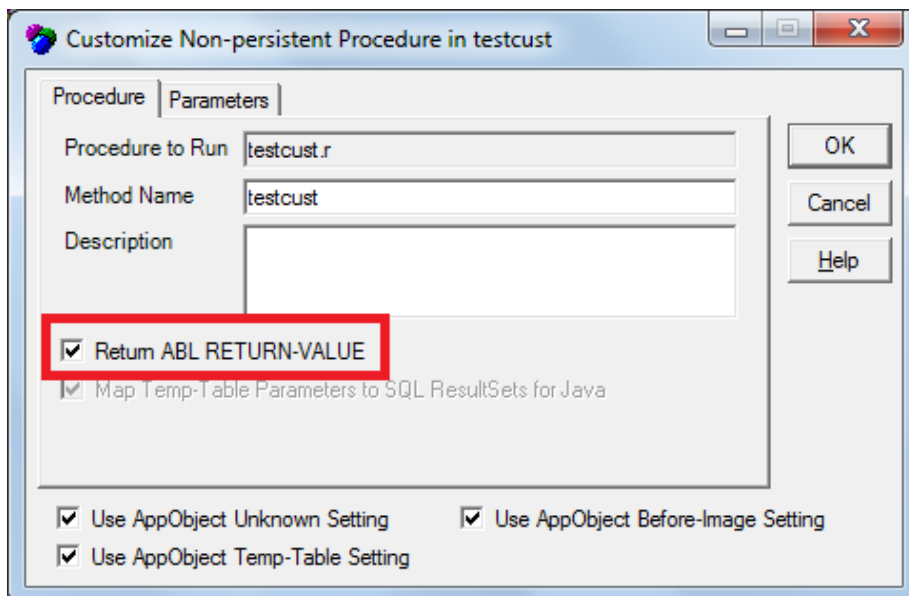 Customize Non-persistent Procedure in testcust
Procedure
Parameters
Procedure to Run testcust.r
OK
Method Name testcust
Cancel
Description
Help
Return ABL RETURN-VALUE
Map Temp-Table Parameters to SQL ResultSets for Java
Use AppObject Unknown Setting
Use AppObject Before-Image Setting
Use AppObject Temp-Table Setting